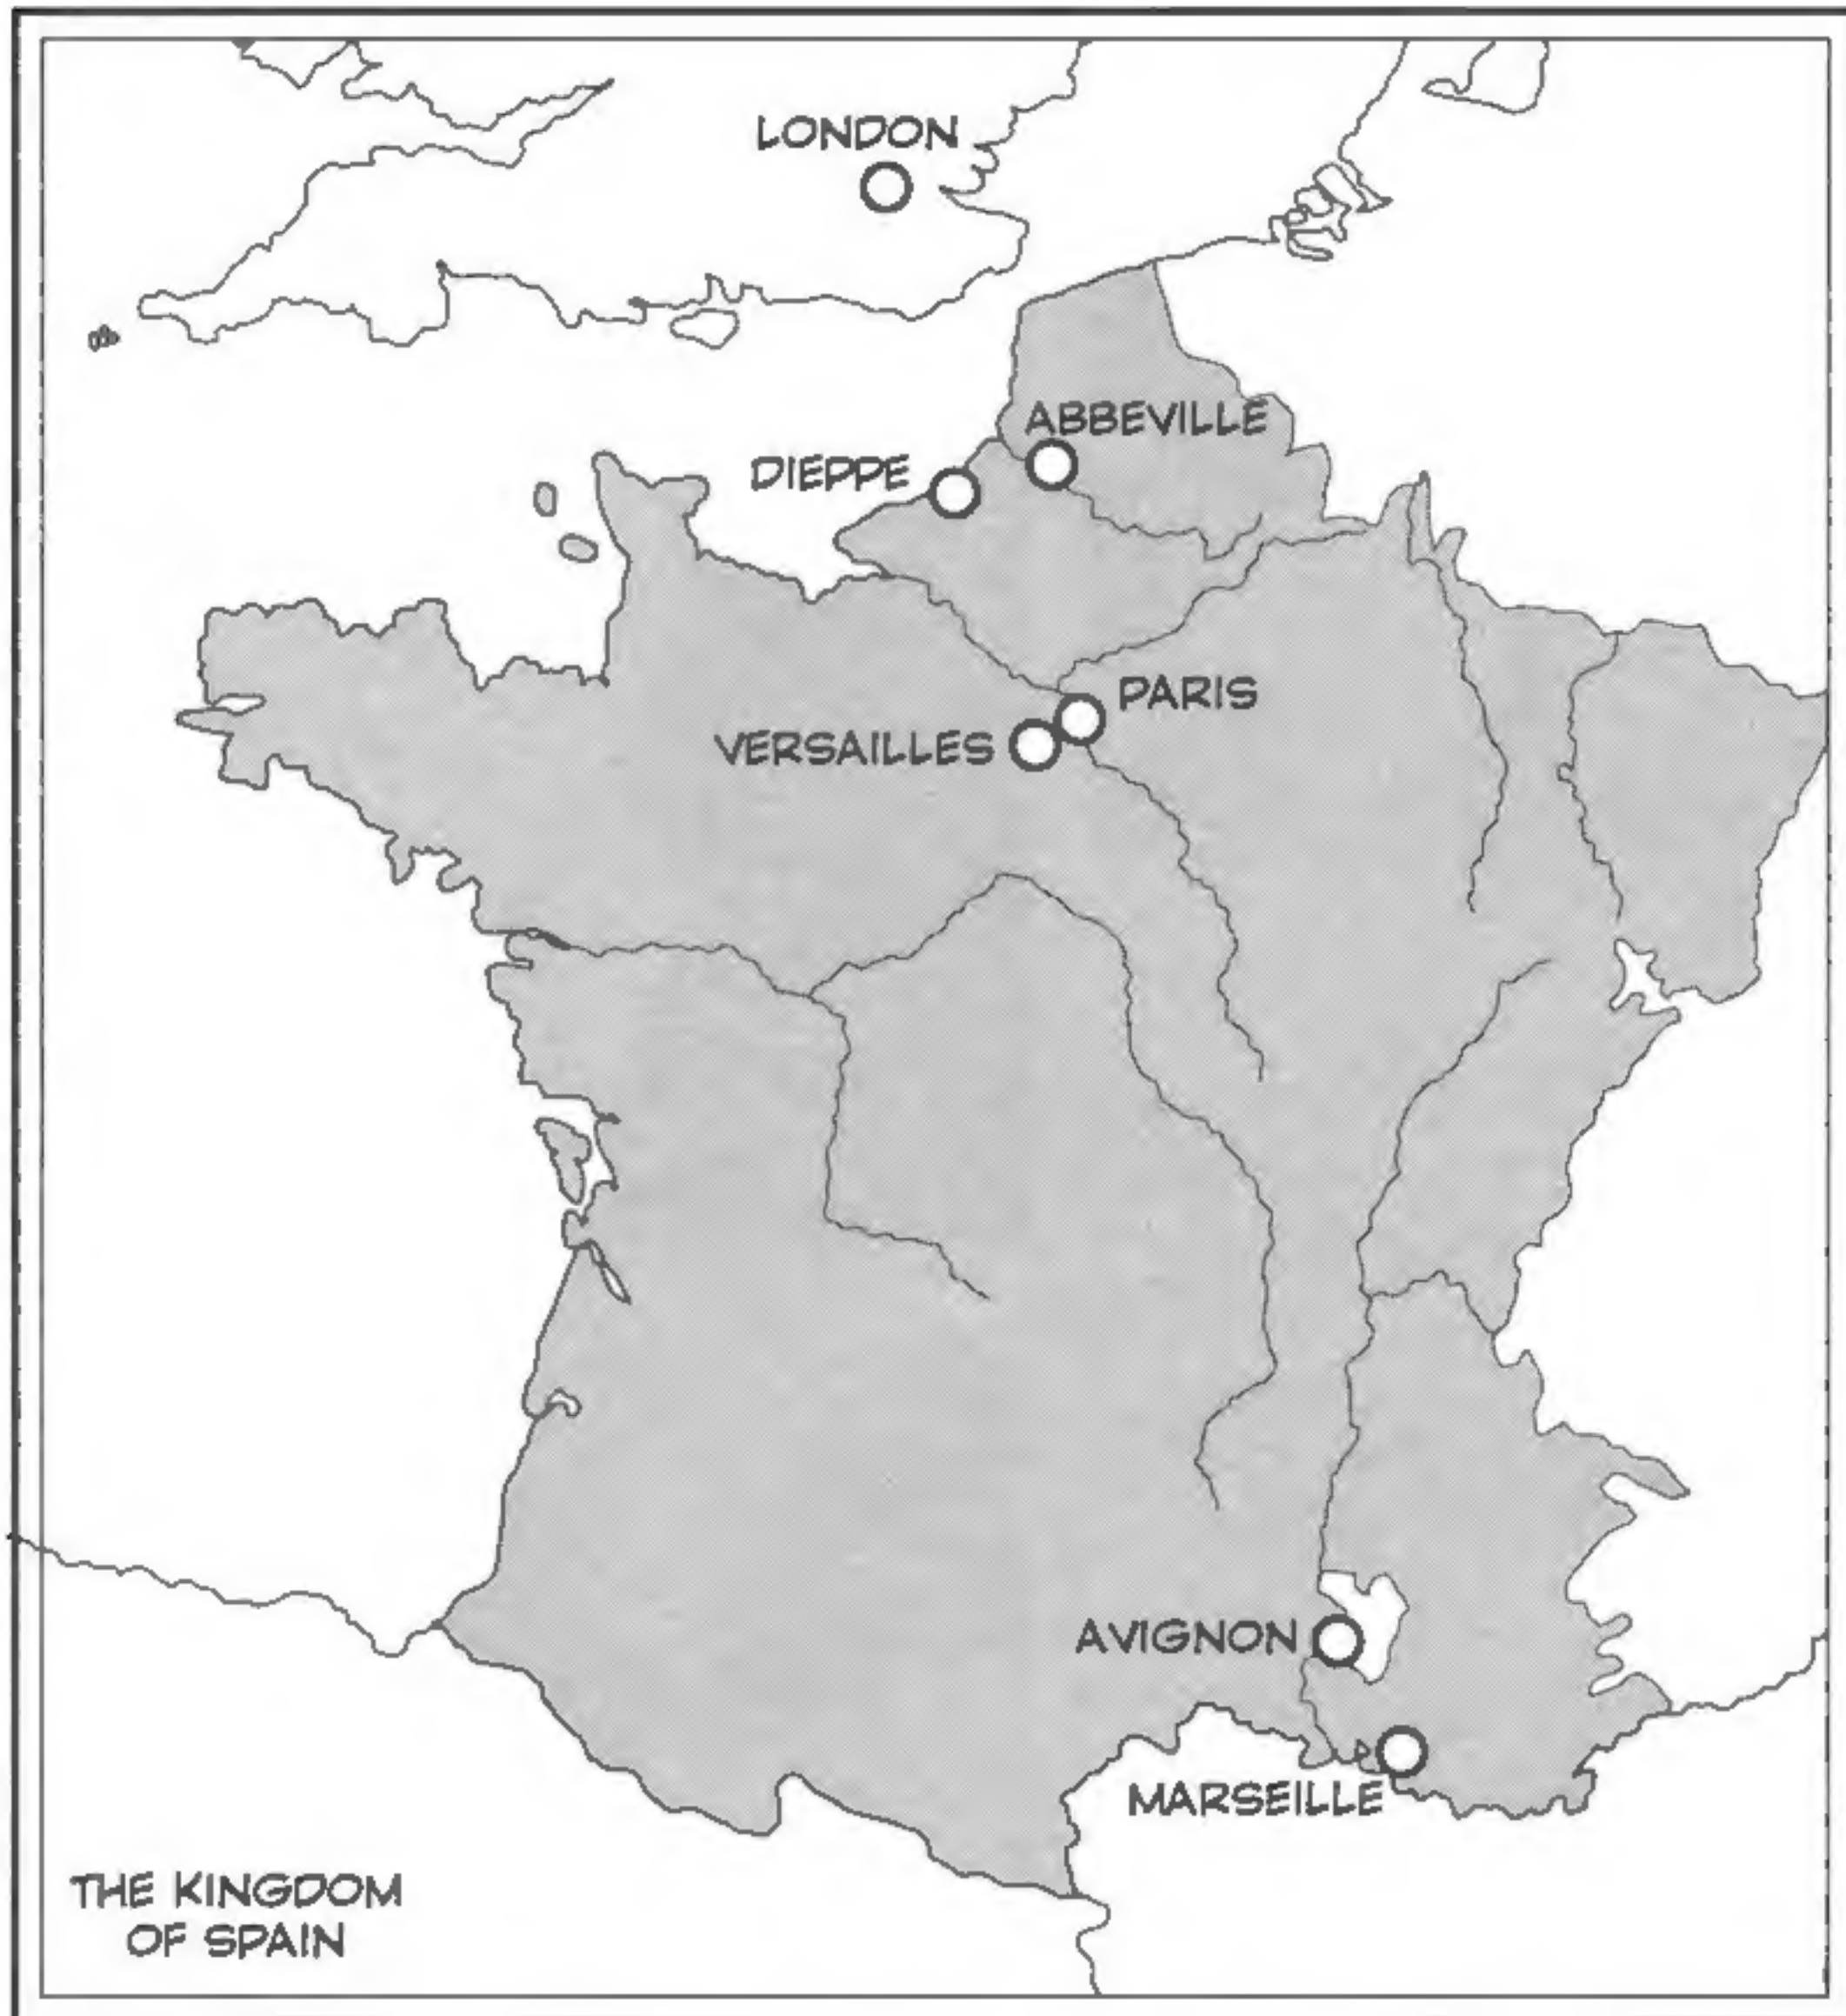 LONDON
ABBEVILLE
DIEPPE
PARIS
VERSAILLES
AVIGNON
MARSEILLE
THE KINGDOM
OF SPAIN